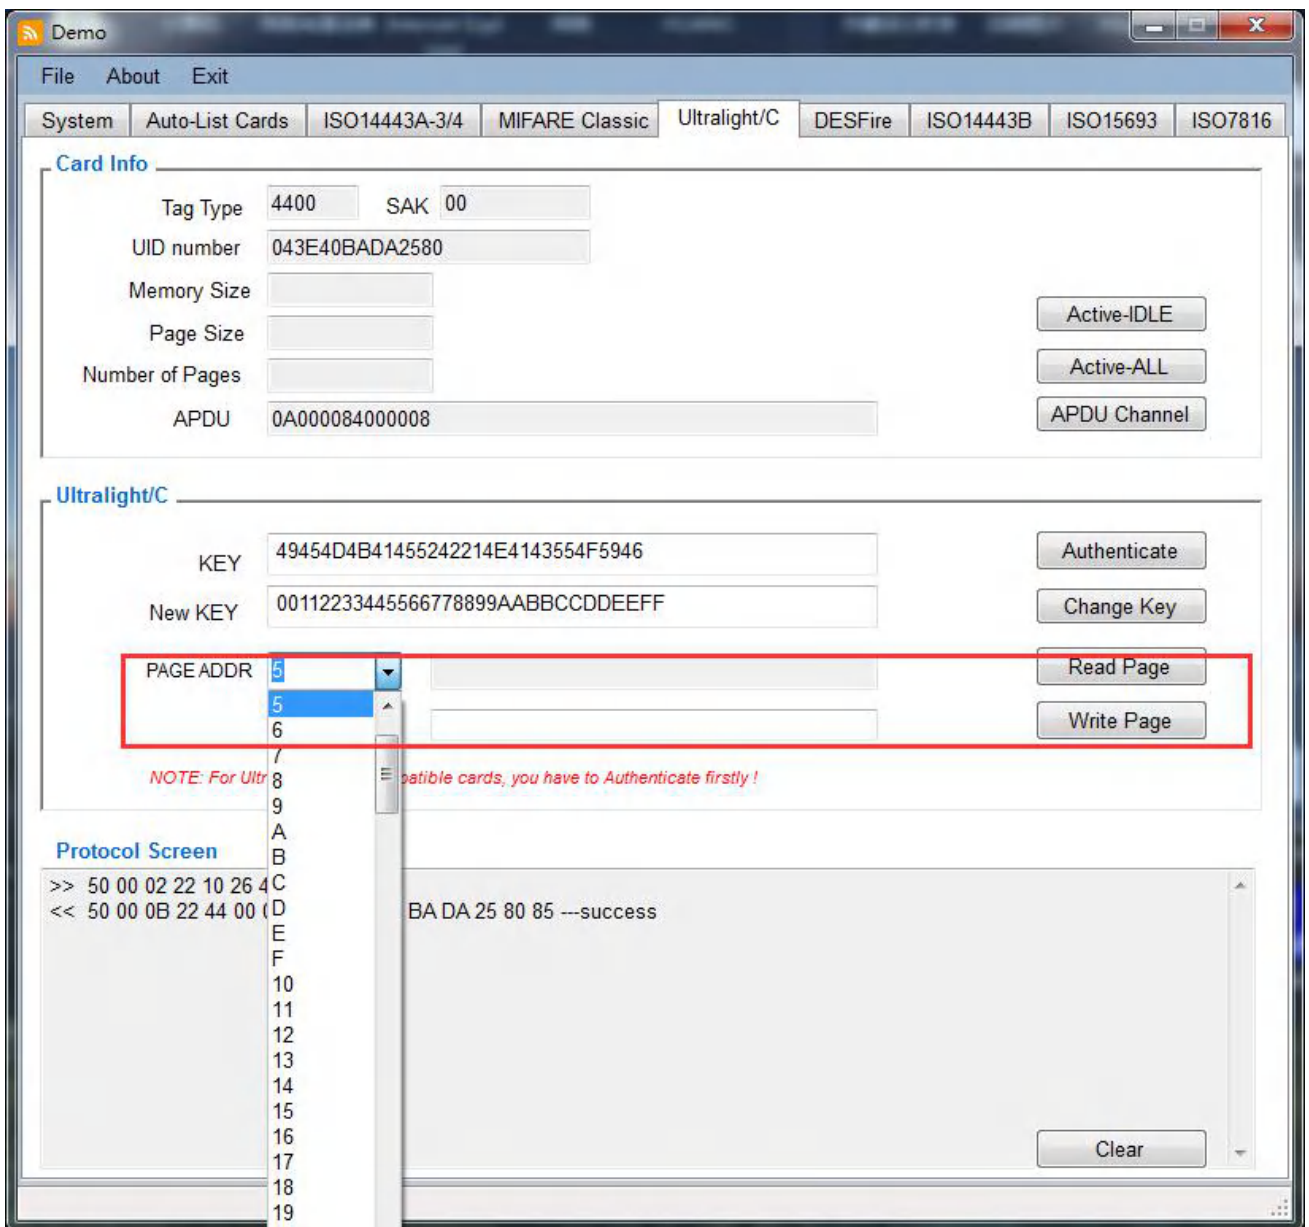 Demo
File About Exit
System Auto-List Cards ISO14443A-3/4 MIFARE Classic Ultralight/C DESFire ISO14443B ISO15693 ISO7816
Card Info
Tag Type 4400 SAK 00
UID number 043E40BADA2580
Memory Size
Page Size
Active-IDLE
Number of Pages
Active-ALL
APDU 0A000084000008 APDU Channel
Ultralight/C
KEY 49454D4B41455242214E4143554F5946 Authenticate
New KEY 00112233445566778899AABBCCDDEEFF Change Key
PAGE ADDR 5 Read Page
5
6 Write Page
7
NOTE: For patible cards, you have to Authenticate firstly !
8
9
A
B
C
D
E
F
10
11
12
13
14
15
16
17
18
19
Protocol Screen
>> 50 00 02 22 10 26
<< 50 00 0B 22 44 00 BA DA 25 80 85 ---success
Clear